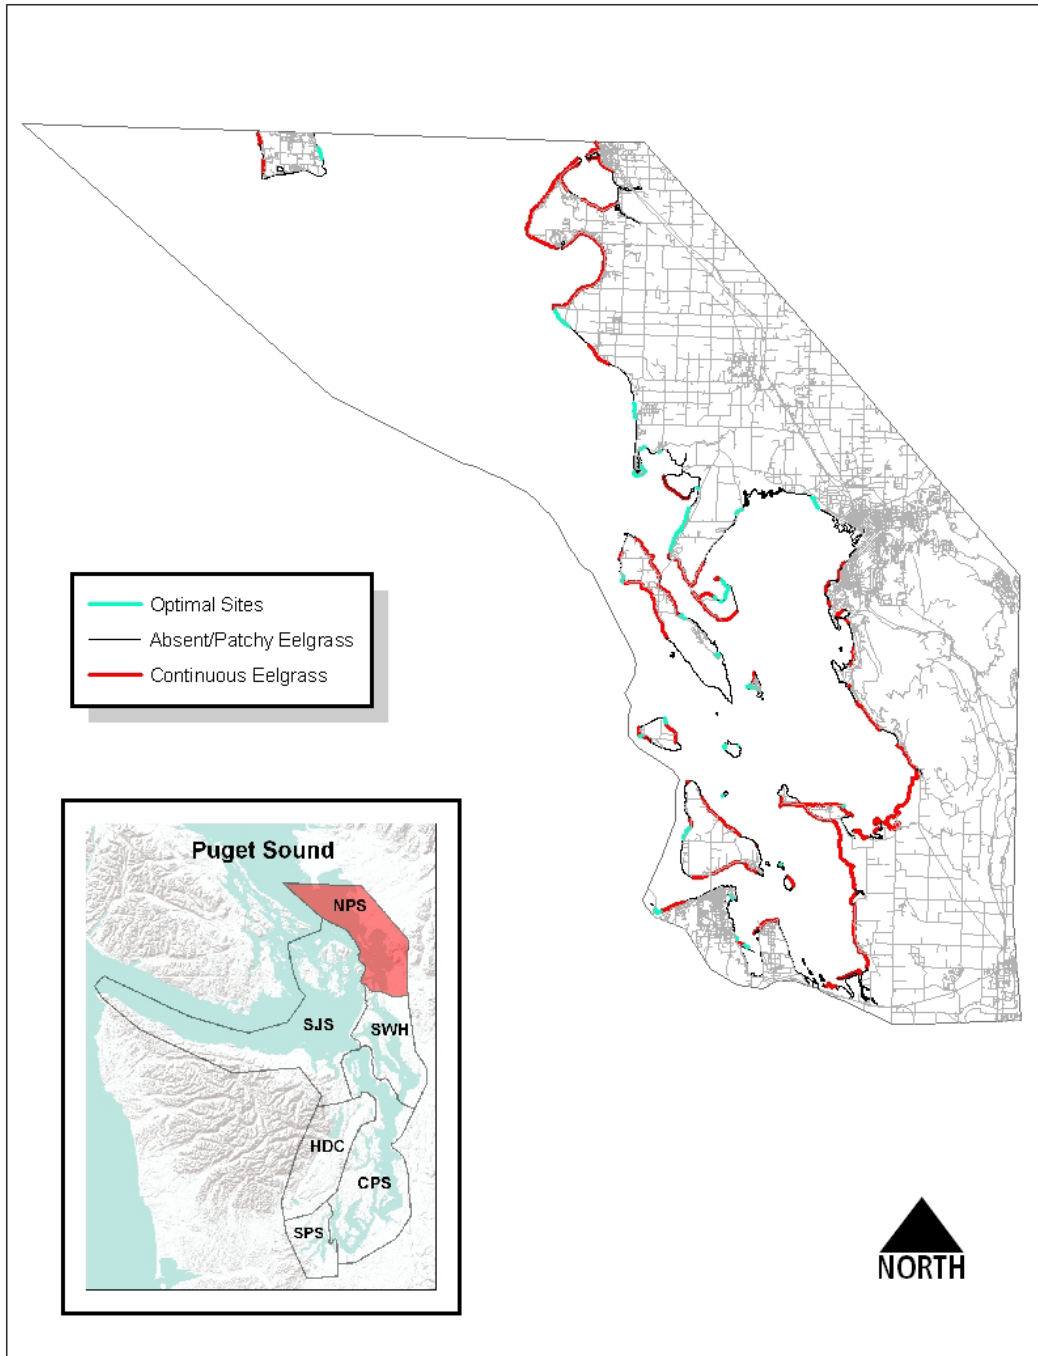 Optimal Sites
Absent/Patchy Eelgrass
Continuous Eelgrass
Puget Sound
NPS
SJS
SWH
HDC
CPS
SPS
NORTH